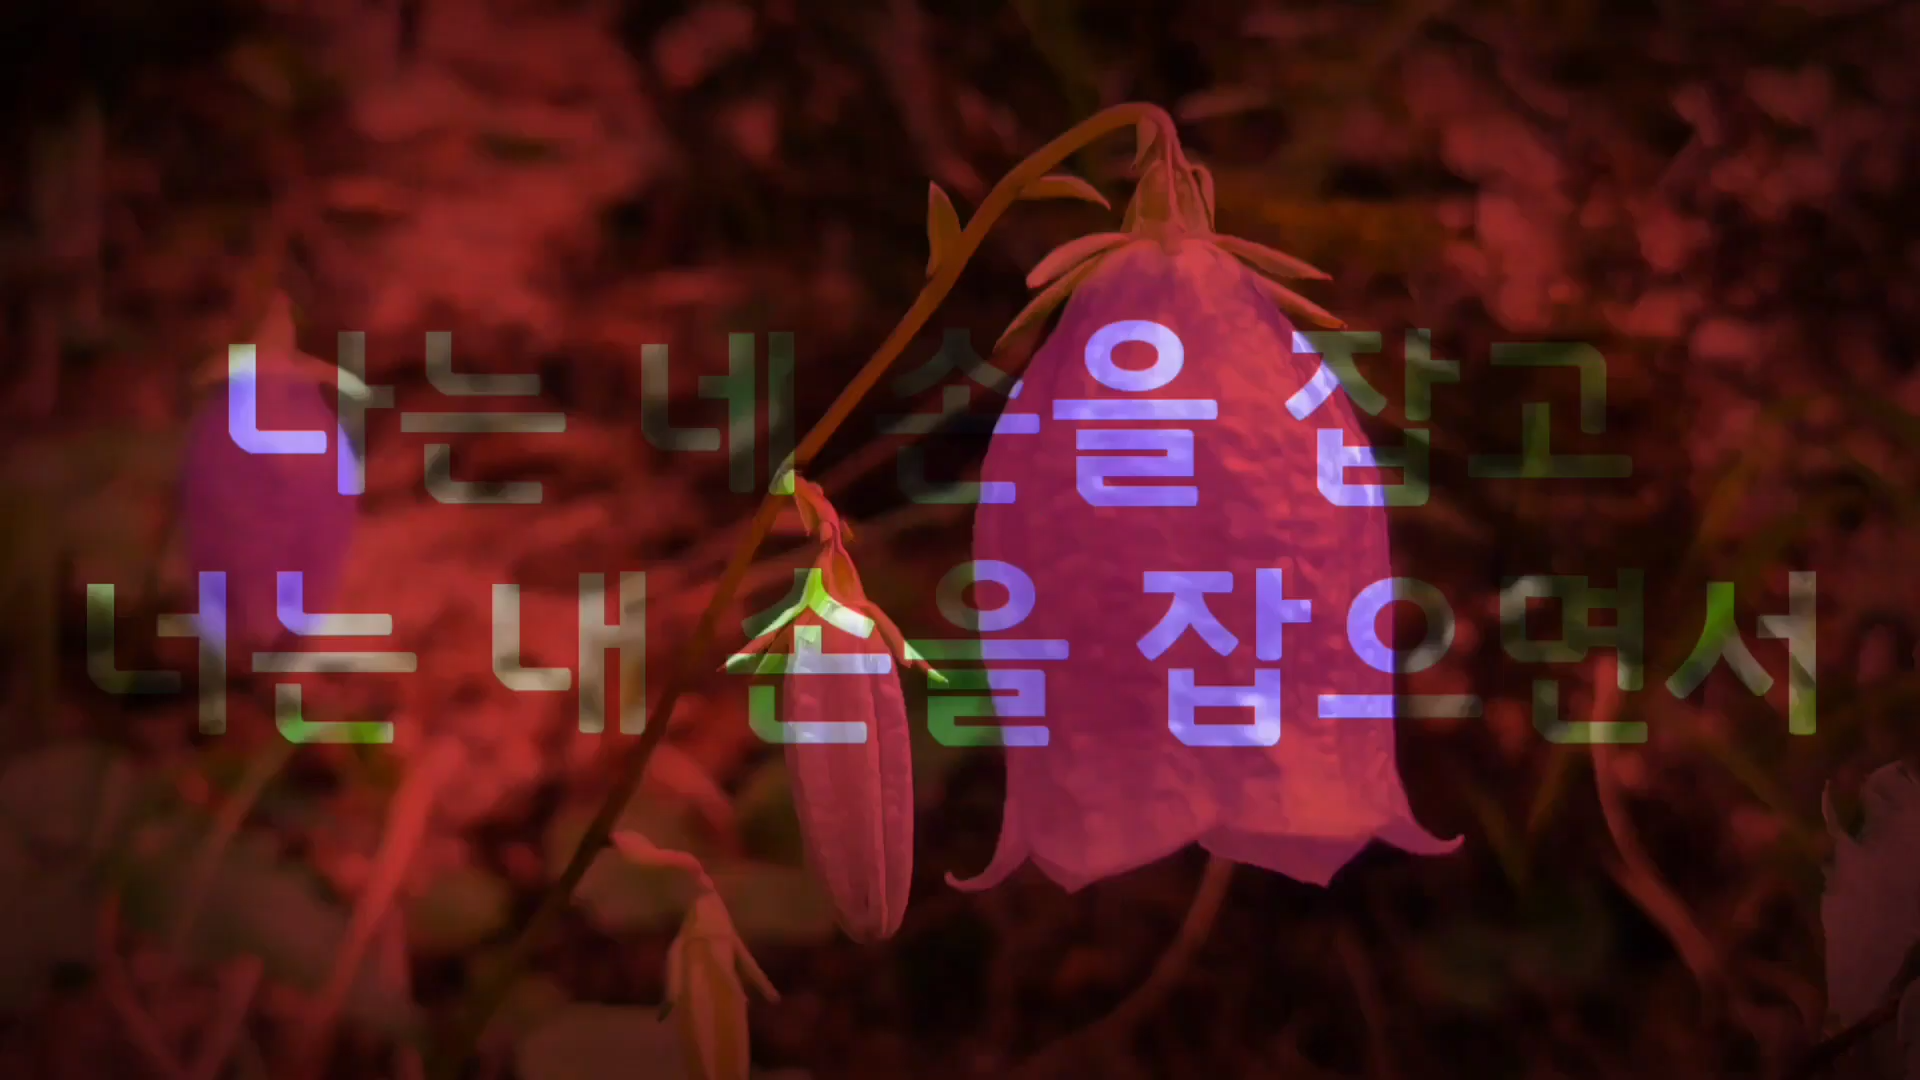 나는 네 손을 잡고
너는 내 손을 잡으면서